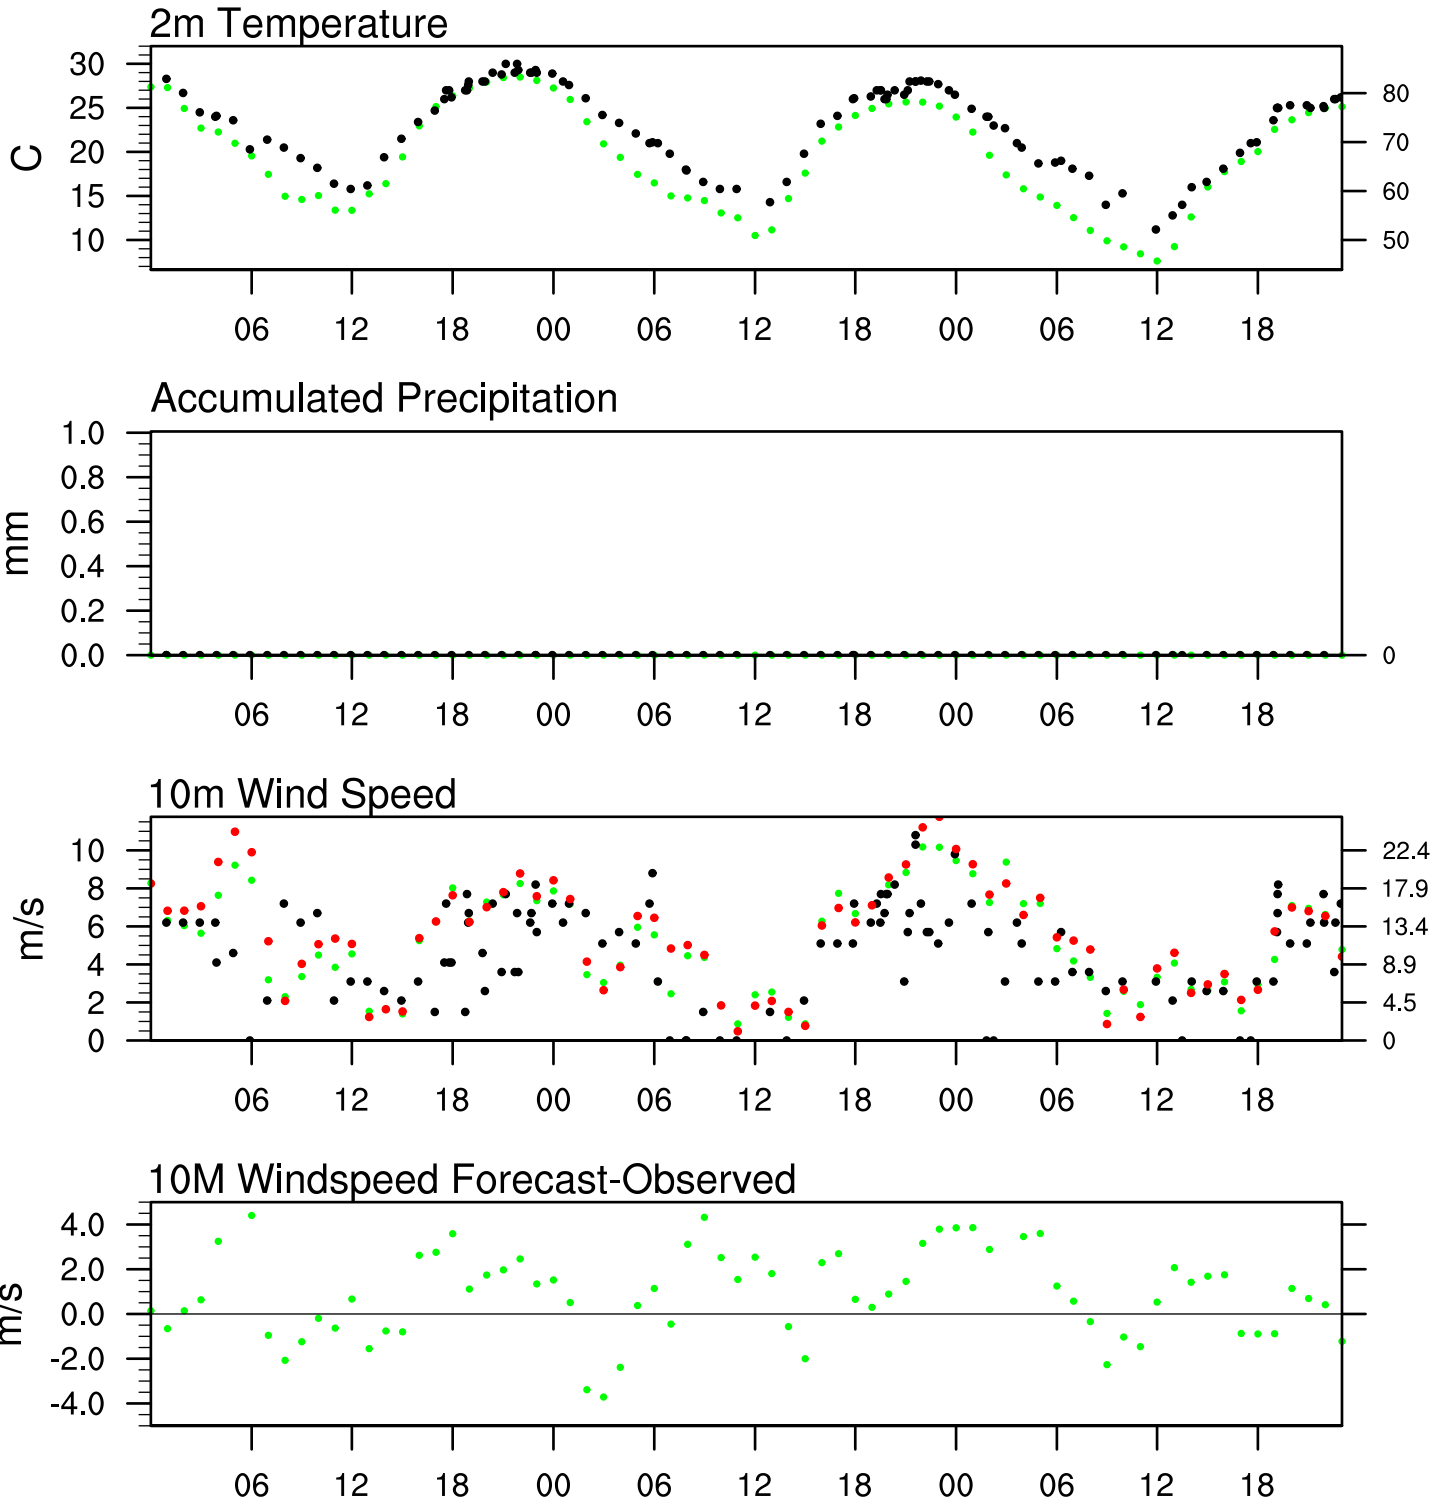 2m Temperature
30
25
20
15
10
C
80
70
60
50
06 12 18 00 06 12 18 00 06 12 18
Accumulated Precipitation
1.0
0.8
0.6
0.4
0.2
0.0
mm
0
06 12 18 00 06 12 18 00 06 12 18
10m Wind Speed
10
8
6
4
2
0
m/s
22.4
17.9
13.4
8.9
4.5
0
06 12 18 00 06 12 18 00 06 12 18
10M Windspeed Forecast-Observed
4.0
2.0
0.0
-2.0
-4.0
m/s
06 12 18 00 06 12 18 00 06 12 18